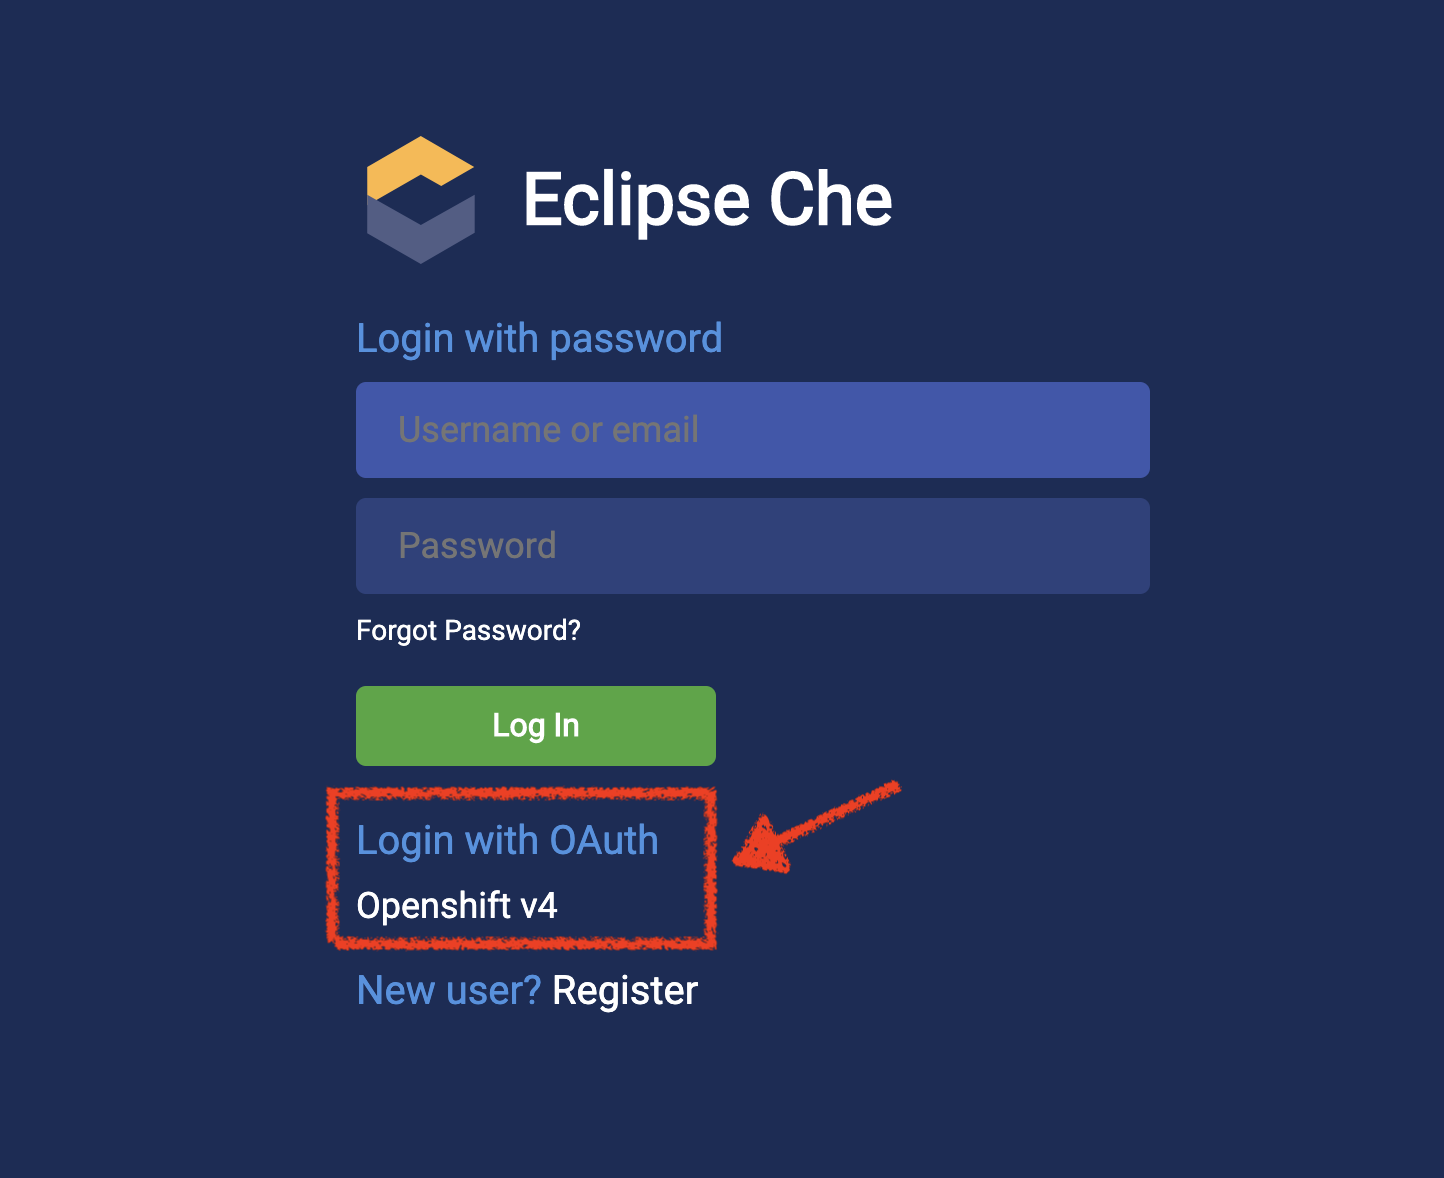 Eclipse Che
Login with password
Username or email
Password
Forgot Password?
Log In
Login with OAuth
Openshift v4
New user? Register